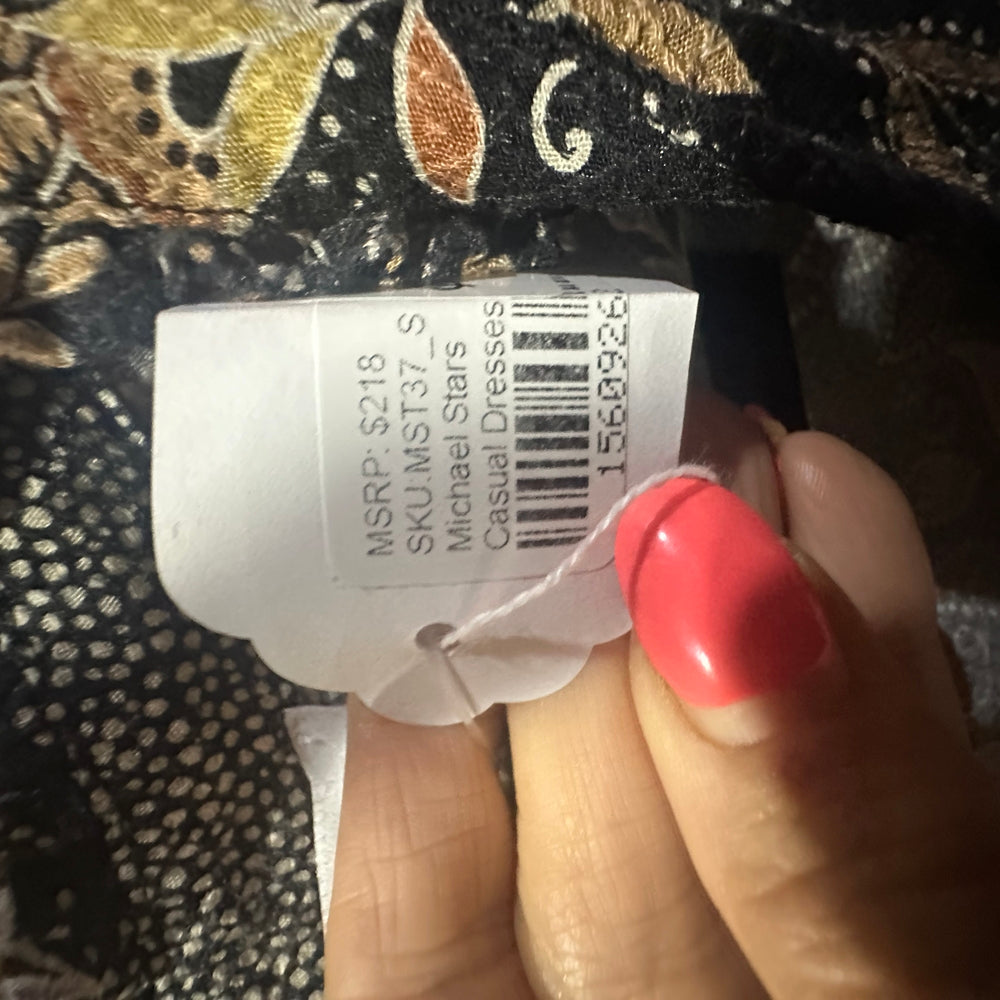 MSRP: $218
SKU:MST37_S
Michael Stars
Casual Dresses
1560926